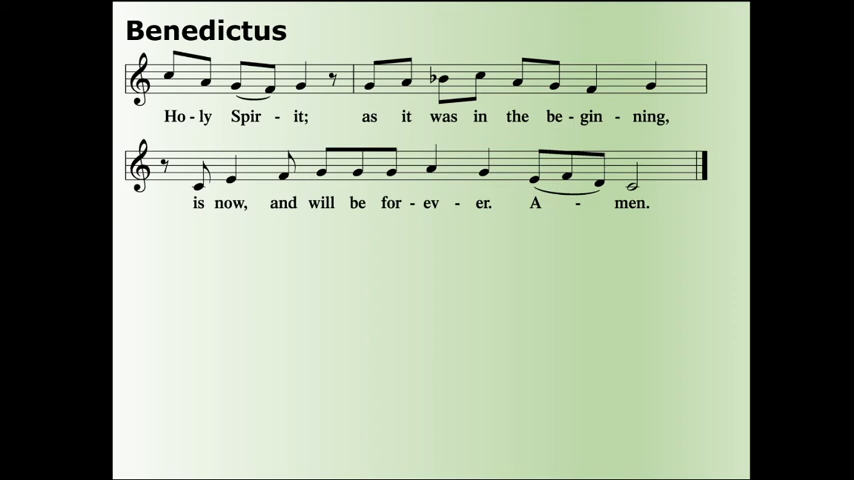 Benedictus
Ho - ly Spir - it; as it was in the be - gin - ning,
is now, and will be for - ev - er. A - men.